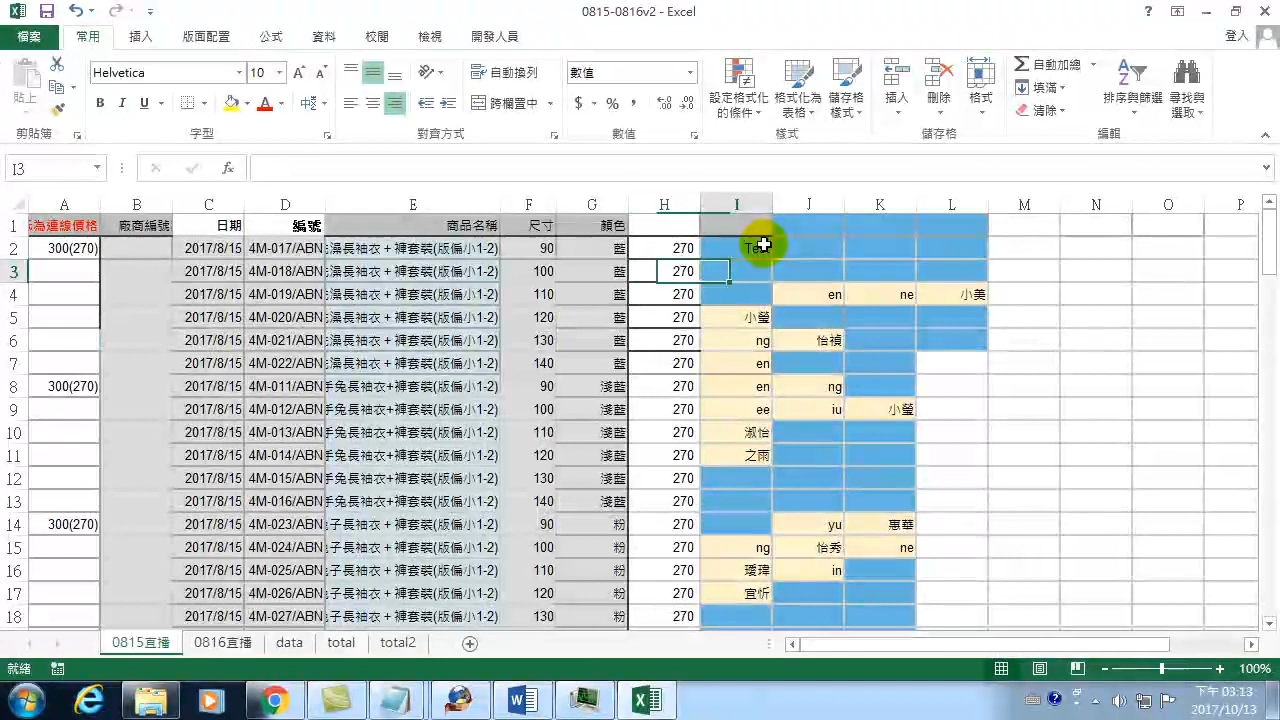 0815-0816v2 - Excel
檔案 常用 插入 版面配置 公式 資料 校閱 檢視 開發人員 登入
Helvetica 10 自動換列 數值 自動加總
貼上 B I U 中 跨欄置中 $ % , 設定格式化的條件 格式化為表格 儲存格樣式 插入 刪除 格式 填滿 清除 排序與篩選 尋找與選取
剪貼簿 字型 對齊方式 數值 樣式 儲存格 編輯
I3 fx
A B C D E F G H I J K L M N O P
1 為連線價格 廠商編號 日期 編號 商品名稱 尺寸 顏色
2 300(270) 2017/8/15 4M-017/ABN 長袖衣+褲套裝(版偏小1-2) 90 藍 270
3 2017/8/15 4M-018/ABN 長袖衣+褲套裝(版偏小1-2) 100 藍 270
4 2017/8/15 4M-019/ABN 長袖衣+褲套裝(版偏小1-2) 110 藍 270 en ne 小美
5 2017/8/15 4M-020/ABN 長袖衣+褲套裝(版偏小1-2) 120 藍 270 小瑩
6 2017/8/15 4M-021/ABN 長袖衣+褲套裝(版偏小1-2) 130 藍 270 ng 怡禎
7 2017/8/15 4M-022/ABN 長袖衣+褲套裝(版偏小1-2) 140 藍 270 en
8 300(270) 2017/8/15 4M-011/ABN 兔長袖衣+褲套裝(版偏小1-2) 90 淺藍 270 en ng
9 2017/8/15 4M-012/ABN 兔長袖衣+褲套裝(版偏小1-2) 100 淺藍 270 ee iu 小瑩
10 2017/8/15 4M-013/ABN 兔長袖衣+褲套裝(版偏小1-2) 110 淺藍 270 淑怡
11 2017/8/15 4M-014/ABN 兔長袖衣+褲套裝(版偏小1-2) 120 淺藍 270 之雨
12 2017/8/15 4M-015/ABN 兔長袖衣+褲套裝(版偏小1-2) 130 淺藍 270
13 2017/8/15 4M-016/ABN 兔長袖衣+褲套裝(版偏小1-2) 140 淺藍 270
14 300(270) 2017/8/15 4M-023/ABN 子長袖衣+褲套裝(版偏小1-2) 90 粉 270 yu 惠華
15 2017/8/15 4M-024/ABN 子長袖衣+褲套裝(版偏小1-2) 100 粉 270 ng 怡秀 ne
16 2017/8/15 4M-025/ABN 子長袖衣+褲套裝(版偏小1-2) 110 粉 270 瓊瑋 in
17 2017/8/15 4M-026/ABN 子長袖衣+褲套裝(版偏小1-2) 120 粉 270 宜忻
18 2017/8/15 4M-027/ABN 子長袖衣+褲套裝(版偏小1-2) 130 粉 270
0815直播 0816直播 data total total2
就緒 100%
下午 03:13
2017/10/13